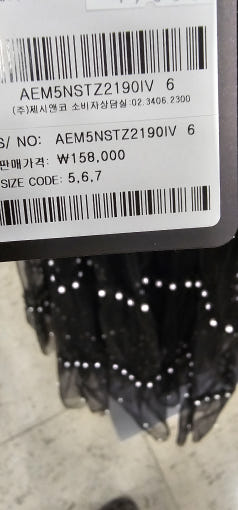 AEM5NSTZ2190IV 6
(주)제시앤코 소비자상담실:02.3406.2300
S/ NO: AEM5NSTZ2190IV 6
판매가격: ₩158,000
SIZE CODE: 5,6,7